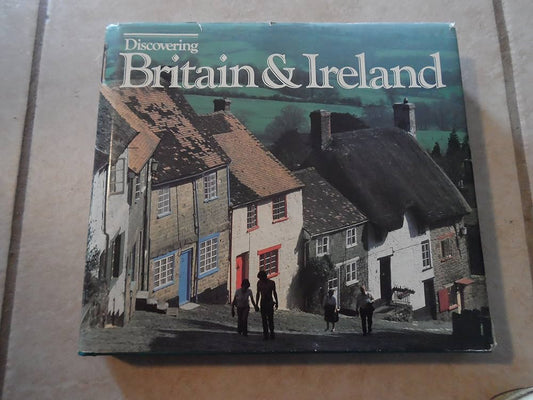 Discovering
Britain & Ireland